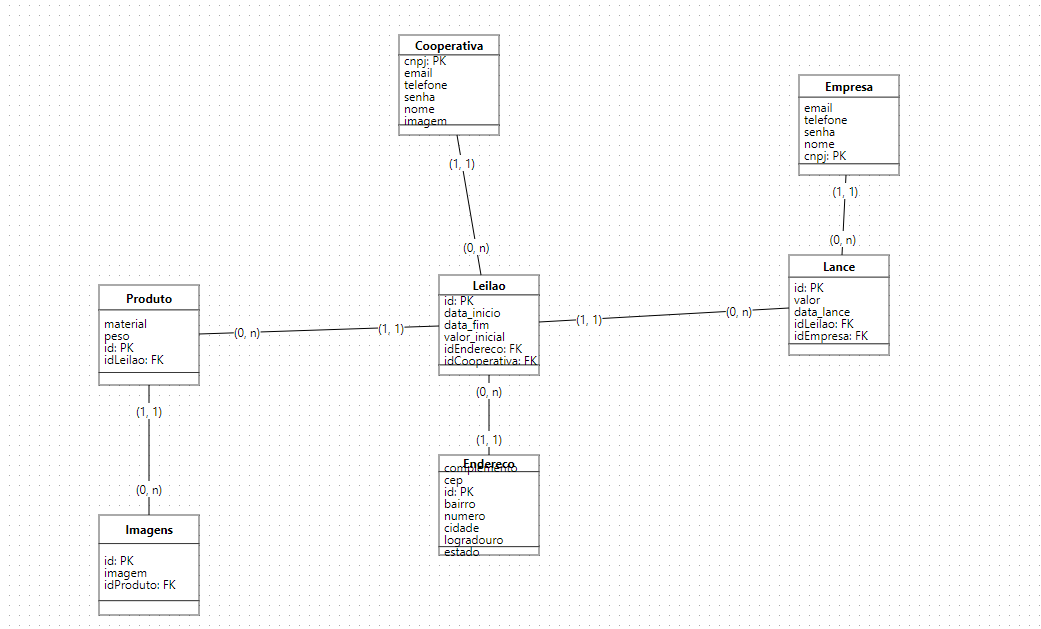 Cooperativa
cnpj: PK
email
telefone
senha
nome
imagem
(1, 1)
(0, n)
Empresa
email
telefone
senha
nome
cnpj: PK
(1, 1)
(0, n)
Lance
id: PK
valor
data_lance
idLeilao: FK
idEmpresa: FK
Leilao
id: PK
data_inicio
data_fim
valor_inicial
idEndereco: FK
idCooperativa: FK
(1, 1)
(0, n)
Produto
material
peso
id: PK
idLeilao: FK
(0, n)
(1, 1)
(1, 1)
(0, n)
Imagens
id: PK
imagem
idProduto: FK
(0, n)
(1, 1)
Endereco
complemento
cep
id: PK
bairro
numero
cidade
logradouro
estado